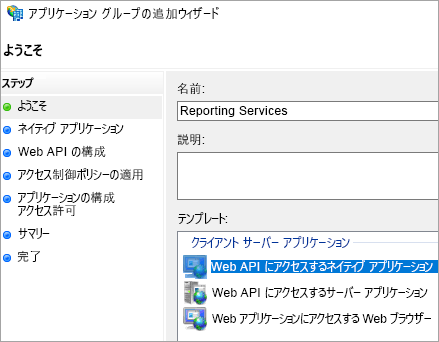 アプリケーション グループの追加ウィザード
ようこそ
ステップ
ようこそ
ネイティブ アプリケーション
Web API の構成
アクセス制御ポリシーの適用
アプリケーションの構成
アクセス許可
サマリー
完了
名前:
Reporting Services
説明:
テンプレート:
クライアント サーバー アプリケーション
Web API にアクセスするネイティブ アプリケーション
Web API にアクセスするサーバー アプリケーション
Web アプリケーションにアクセスする Web ブラウザー